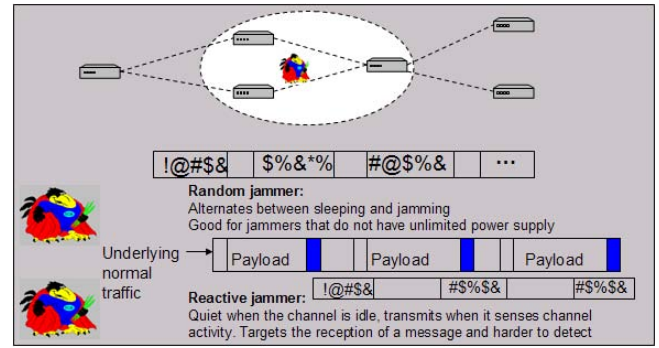 !@#$& $%&*% #@$%& ...
Random jammer:
Alternates between sleeping and jamming
Good for jammers that do not have unlimited power supply
Underlying
normal
traffic
Payload Payload Payload
!@#$& #$%$& #$%$&
Reactive jammer:
Quiet when the channel is idle, transmits when it senses channel
activity. Targets the reception of a message and harder to detect